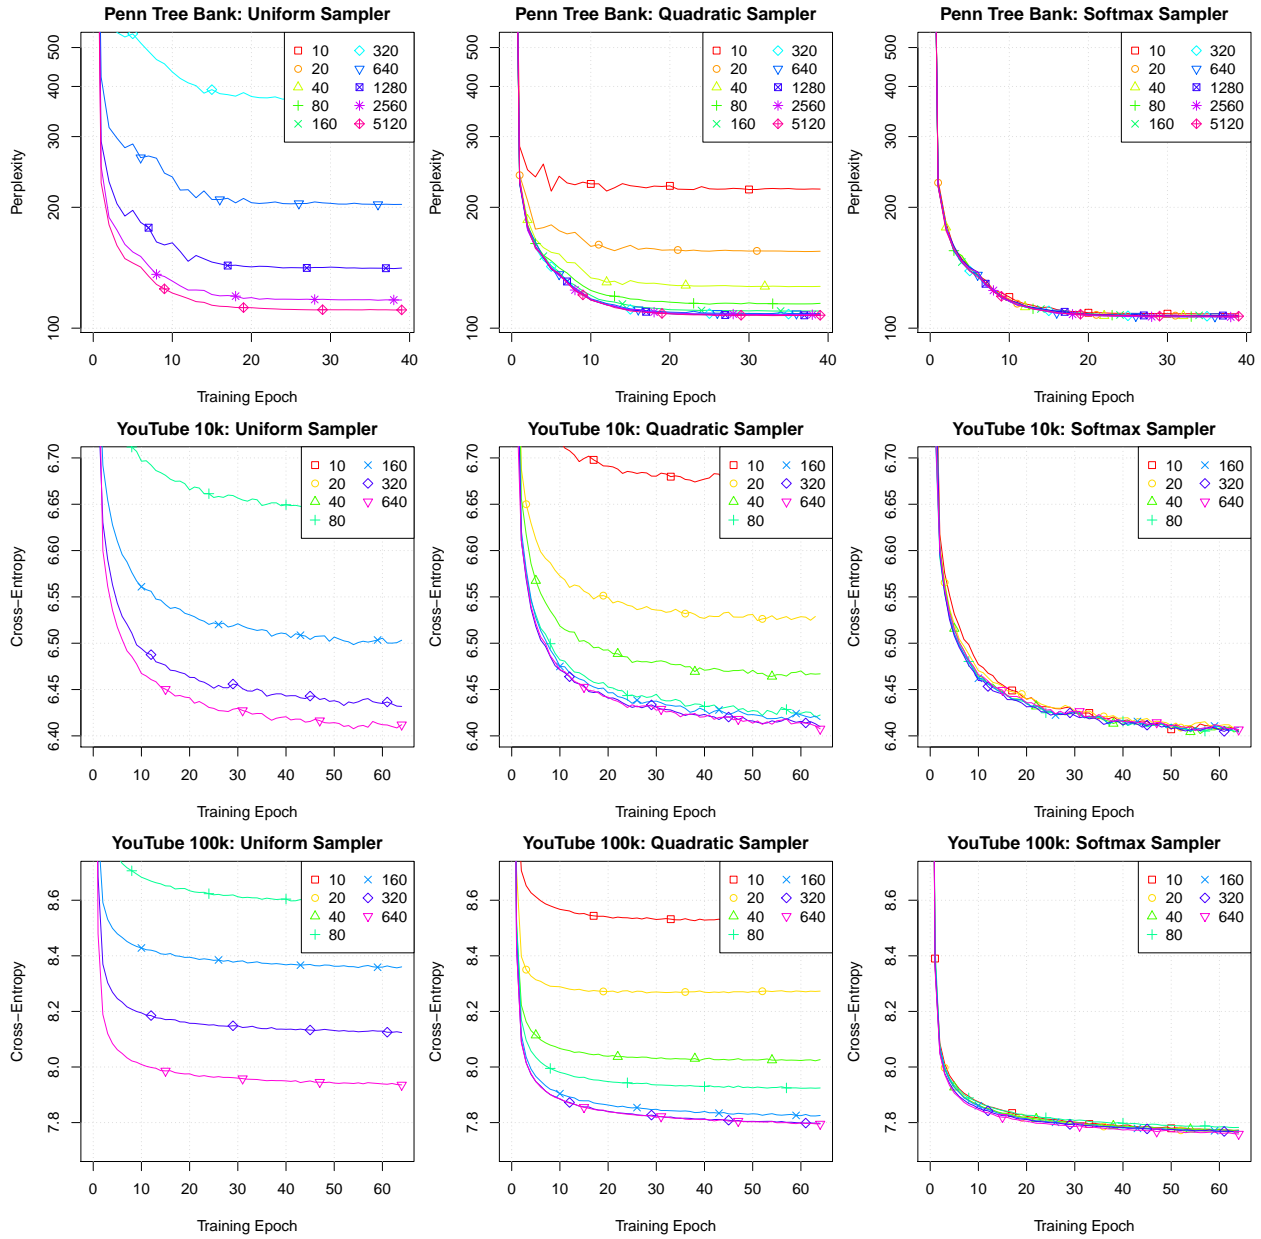 Penn Tree Bank: Uniform Sampler
Perplexity
500
400
300
200
100
10 320
20 640
40 1280
80 2560
160 5120
0 10 20 30 40
Training Epoch
Penn Tree Bank: Quadratic Sampler
Perplexity
500
400
300
200
100
10 320
20 640
40 1280
80 2560
160 5120
0 10 20 30 40
Training Epoch
Penn Tree Bank: Softmax Sampler
Perplexity
500
400
300
200
100
10 320
20 640
40 1280
80 2560
160 5120
0 10 20 30 40
Training Epoch
YouTube 10k: Uniform Sampler
Cross−Entropy
6.70
6.65
6.60
6.55
6.50
6.45
6.40
10 160
20 320
40 640
80
0 10 20 30 40 50 60
Training Epoch
YouTube 10k: Quadratic Sampler
Cross−Entropy
6.70
6.65
6.60
6.55
6.50
6.45
6.40
10 160
20 320
40 640
80
0 10 20 30 40 50 60
Training Epoch
YouTube 10k: Softmax Sampler
Cross−Entropy
6.70
6.65
6.60
6.55
6.50
6.45
6.40
10 160
20 320
40 640
80
0 10 20 30 40 50 60
Training Epoch
YouTube 100k: Uniform Sampler
Cross−Entropy
8.6
8.4
8.2
8.0
7.8
10 160
20 320
40 640
80
0 10 20 30 40 50 60
Training Epoch
YouTube 100k: Quadratic Sampler
Cross−Entropy
8.6
8.4
8.2
8.0
7.8
10 160
20 320
40 640
80
0 10 20 30 40 50 60
Training Epoch
YouTube 100k: Softmax Sampler
Cross−Entropy
8.6
8.4
8.2
8.0
7.8
10 160
20 320
40 640
80
0 10 20 30 40 50 60
Training Epoch